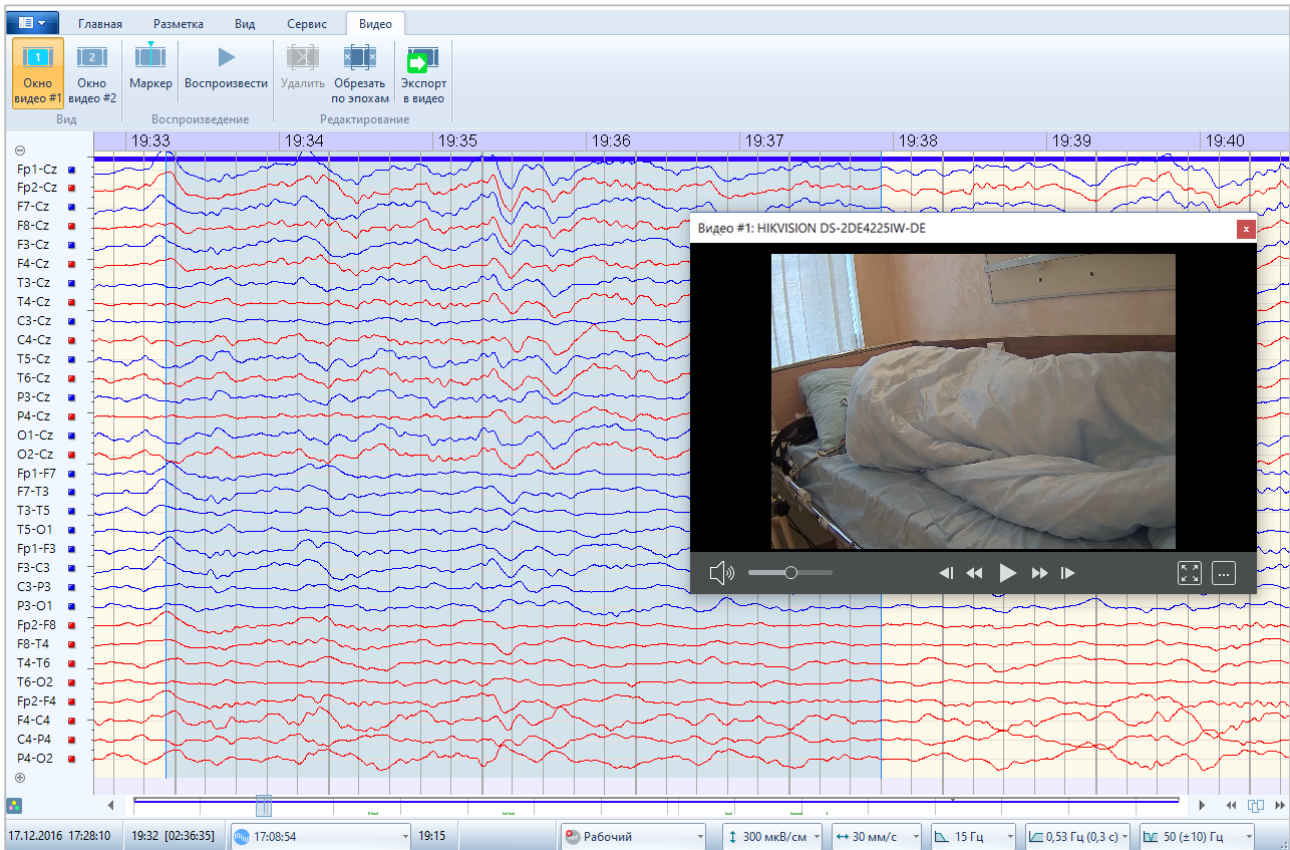 Главная Разметка Вид Сервис Видео
1 2
Окно видео #1
Окно видео #2
Маркер
Воспроизвести
Удалить
Обрезать по эпохам
Экспорт в видео
Вид Воспроизведение Редактирование
19:33 19:34 19:35 19:36 19:37 19:38 19:39 19:40
Fp1-Cz
Fp2-Cz
F7-Cz
F8-Cz
Видео #1: HIKVISION DS-2DE4225IW-DE x
F3-Cz
F4-Cz
T3-Cz
T4-Cz
C3-Cz
C4-Cz
T5-Cz
T6-Cz
P3-Cz
P4-Cz
O1-Cz
O2-Cz
Fp1-F7
F7-T3
T3-T5
T5-O1
Fp1-F3
F3-C3
C3-P3
P3-O1
Fp2-F8
F8-T4
T4-T6
T6-O2
Fp2-F4
F4-C4
C4-P4
P4-O2
17.12.2016 17:28:10 19:32 [02:36:35] 17:08:54 19:15 Рабочий 300 мкВ/см 30 мм/с 15 Гц 0,53 Гц (0,3 с) 50 (±10) Гц